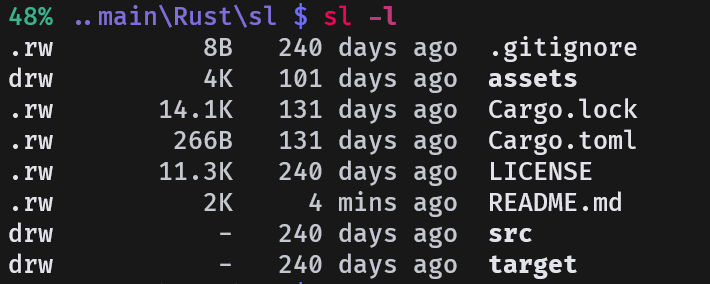 48% ..main\Rust\sl $ sl -l
.rw 8B 240 days ago .gitignore
drw 4K 101 days ago assets
.rw 14.1K 131 days ago Cargo.lock
.rw 266B 131 days ago Cargo.toml
.rw 11.3K 240 days ago LICENSE
.rw 2K 4 mins ago README.md
drw - 240 days ago src
drw - 240 days ago target